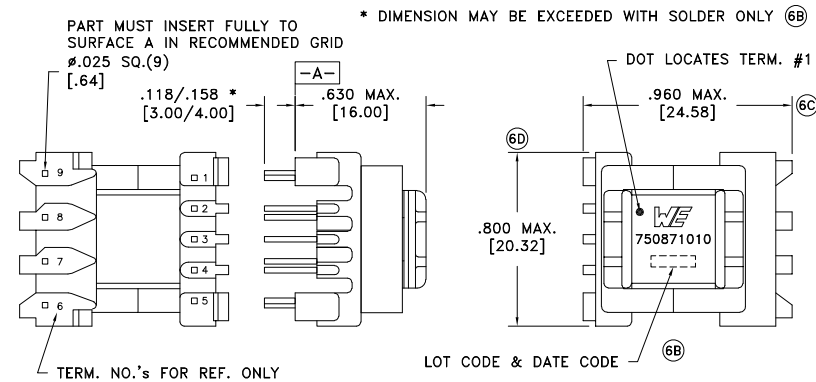 * DIMENSION MAY BE EXCEEDED WITH SOLDER ONLY 6B
PART MUST INSERT FULLY TO
SURFACE A IN RECOMMENDED GRID
ø.025 SQ.(9)
[.64]
-A-
DOT LOCATES TERM. #1
.118/.158 *
[3.00/4.00]
.630 MAX.
[16.00]
.960 MAX.
[24.58]
6C
6D
9
1
8
2
7
3
4
6
5
.800 MAX.
[20.32]
WE
750871010
LOT CODE & DATE CODE
6B
TERM. NO.'s FOR REF. ONLY